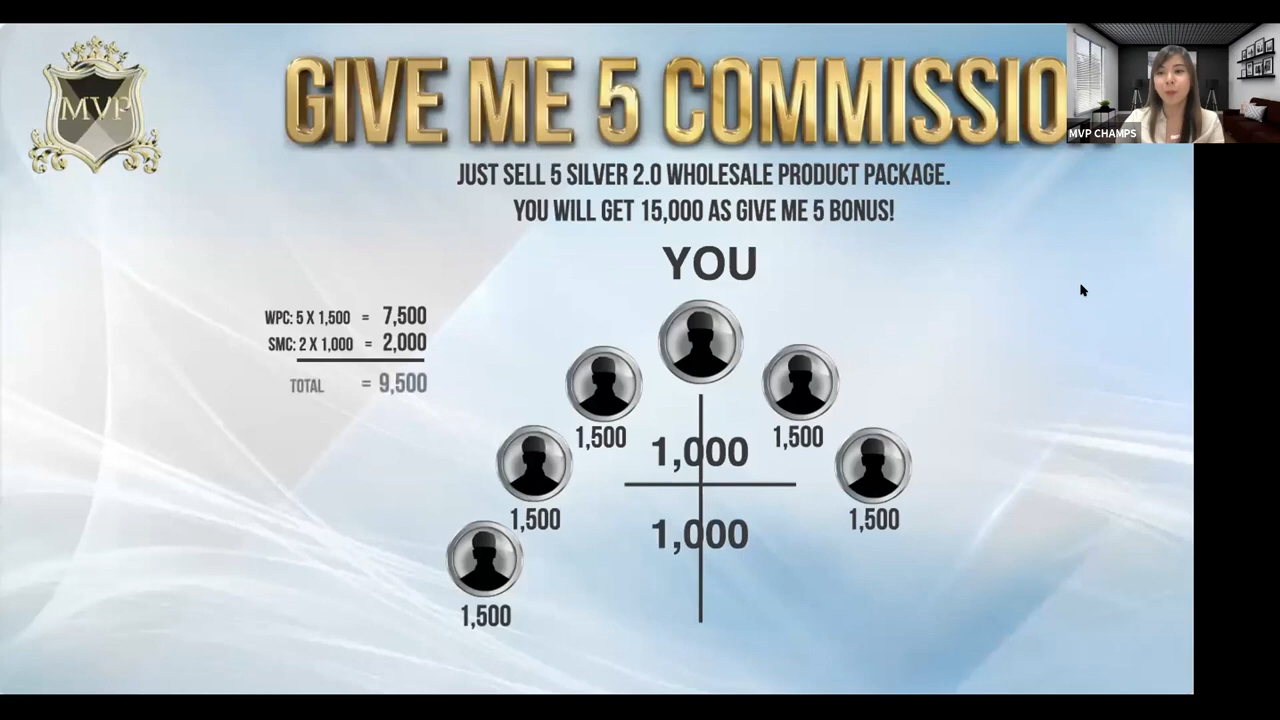 MVP
GIVE ME 5 COMMISSIO
MVP CHAMPS
JUST SELL 5 SILVER 2.0 WHOLESALE PRODUCT PACKAGE.
YOU WILL GET 15,000 AS GIVE ME 5 BONUS!
YOU
WPC: 5 X 1,500 = 7,500
SMC: 2 X 1,000 = 2,000
TOTAL = 9,500
1,500 1,000 1,500
1,500 1,000 1,500
1,500